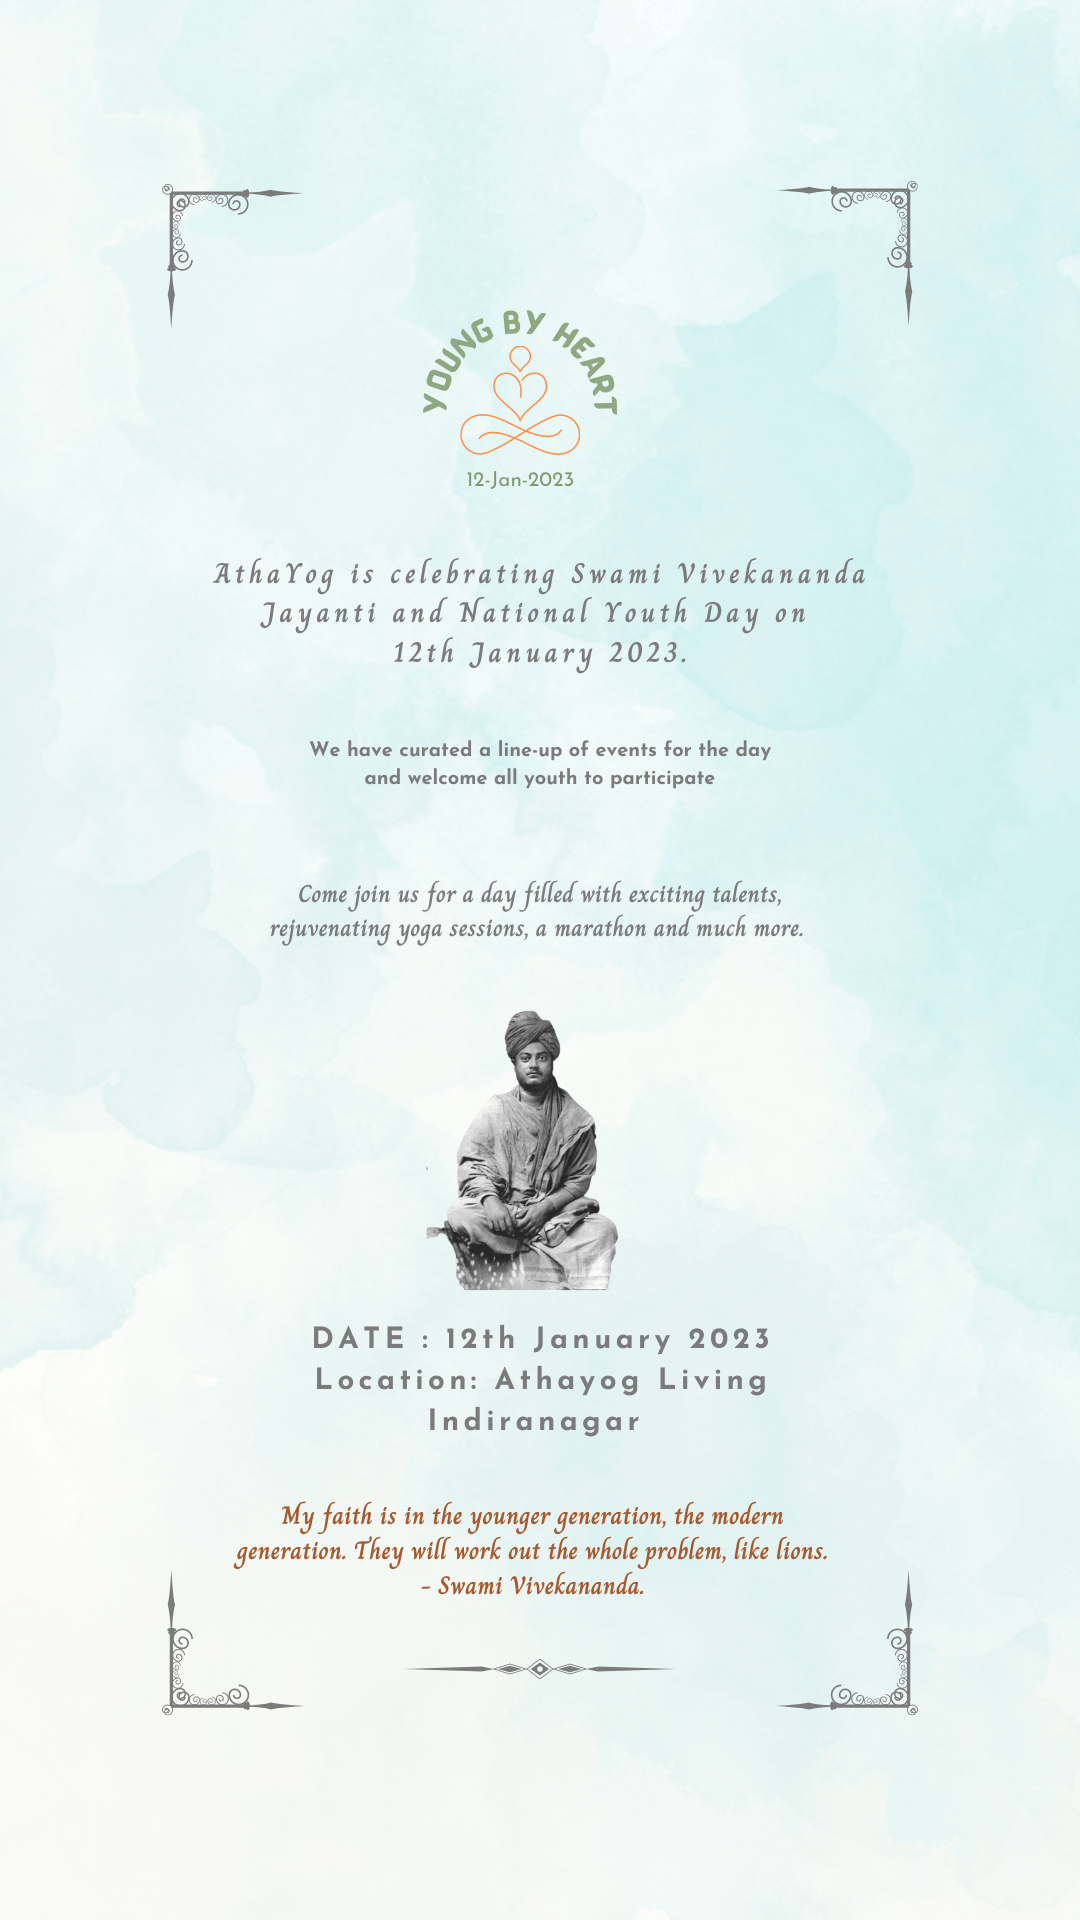 YOUNG BY HEART
12-Jan-2023
AthaYog is celebrating Swami Vivekananda
Jayanti and National Youth Day on
12th January 2023.
We have curated a line-up of events for the day
and welcome all youth to participate
Come join us for a day filled with exciting talents,
rejuvenating yoga sessions, a marathon and much more.
DATE : 12th January 2023
Location: Athayog Living
Indiranagar
My faith is in the younger generation, the modern
generation. They will work out the whole problem, like lions.
- Swami Vivekananda.